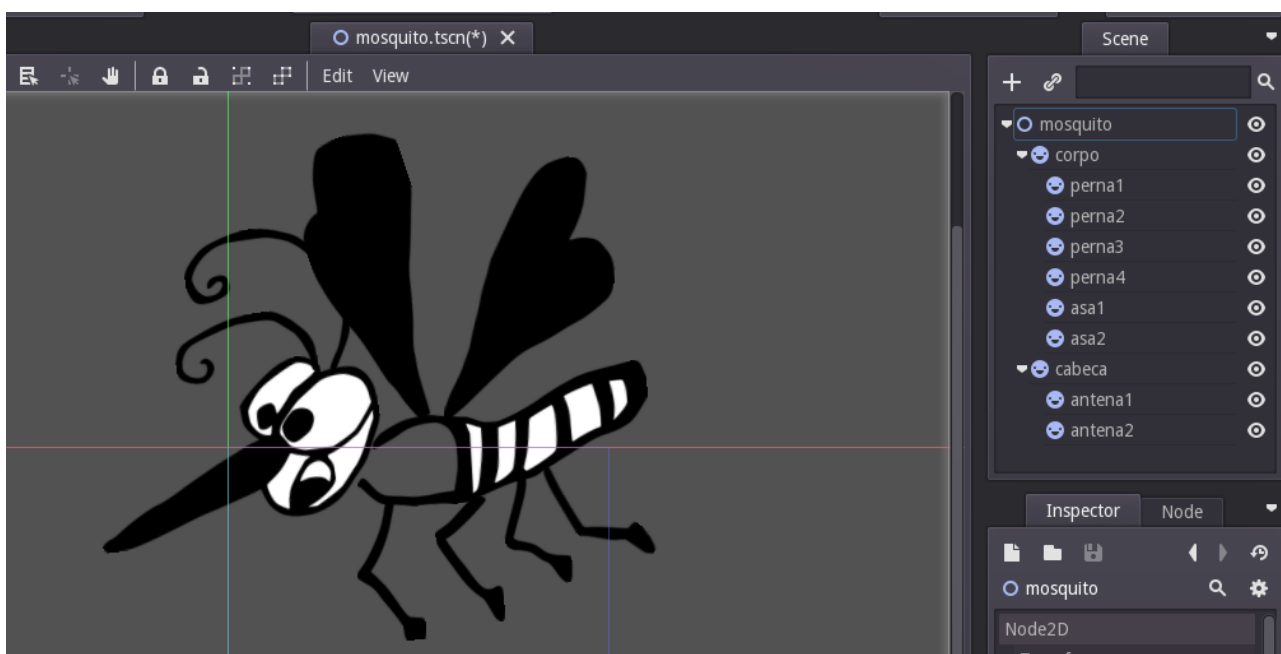 mosquito.tscn(*)
Scene
Edit View
mosquito
corpo
perna1
perna2
perna3
perna4
asa1
asa2
cabeca
antena1
antena2
Inspector Node
mosquito
Node2D